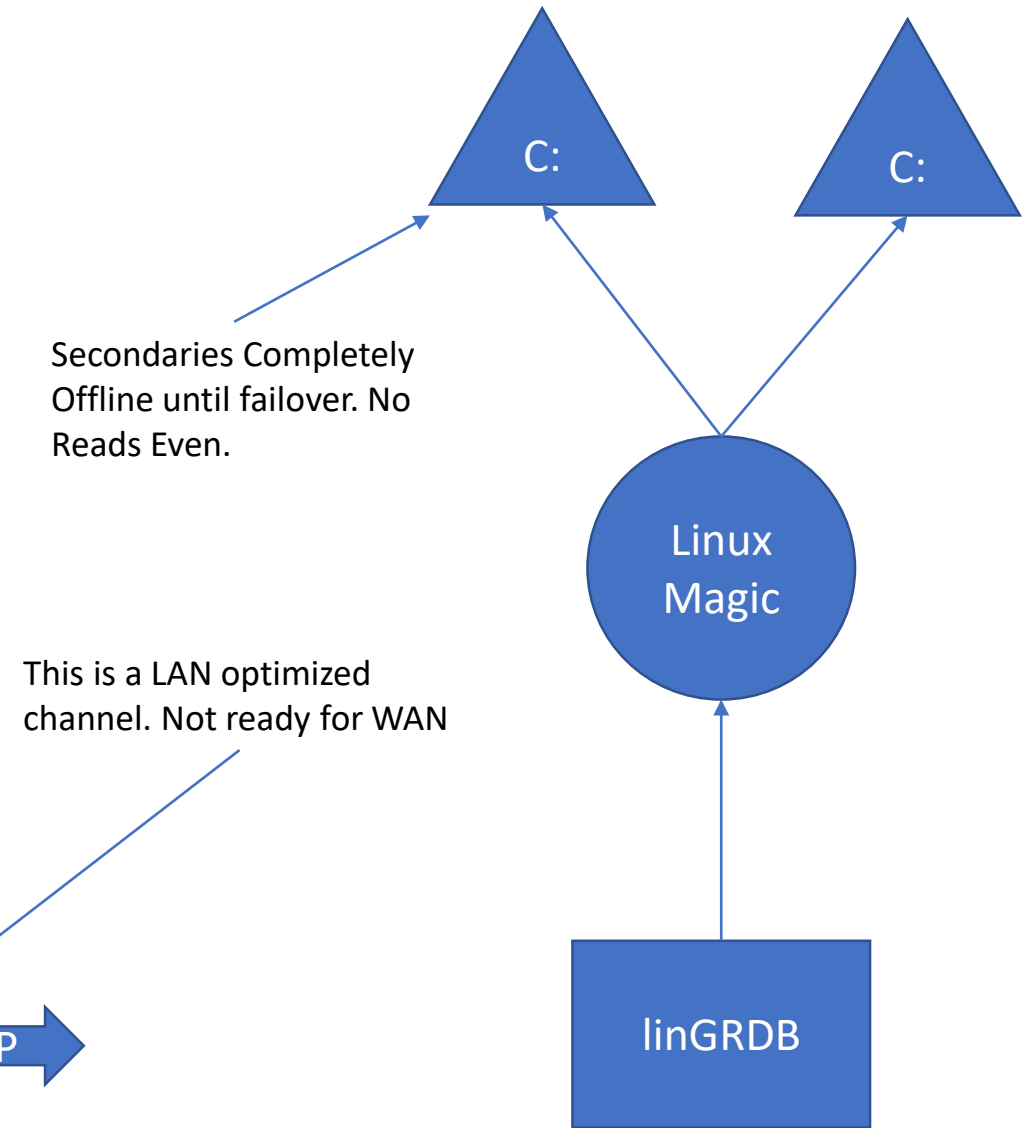 C:
C:
Secondaries Completely
Offline until failover. No
Reads Even.
Linux
Magic
This is a LAN optimized
channel. Not ready for WAN
P
linGRDB